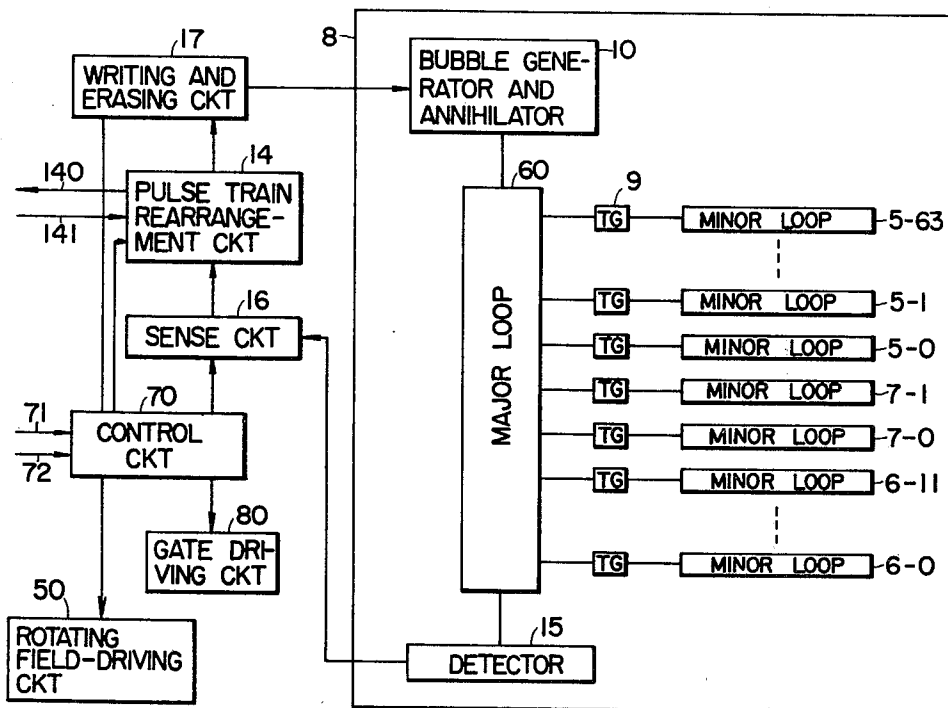 17
WRITING AND
ERASING CKT
8
10
BUBBLE GENE-
RATOR AND
ANNIHILATOR
14
140
141
PULSE TRAIN
REARRANGE-
MENT CKT
60
MAJOR LOOP
9
TG MINOR LOOP 5-63
TG MINOR LOOP 5-1
TG MINOR LOOP 5-0
TG MINOR LOOP 7-1
TG MINOR LOOP 7-0
TG MINOR LOOP 6-11
TG MINOR LOOP 6-0
16
SENSE CKT
70
71
72
CONTROL
CKT
80
GATE DRI-
VING CKT
50
ROTATING
FIELD-DRIVING
CKT
15
DETECTOR